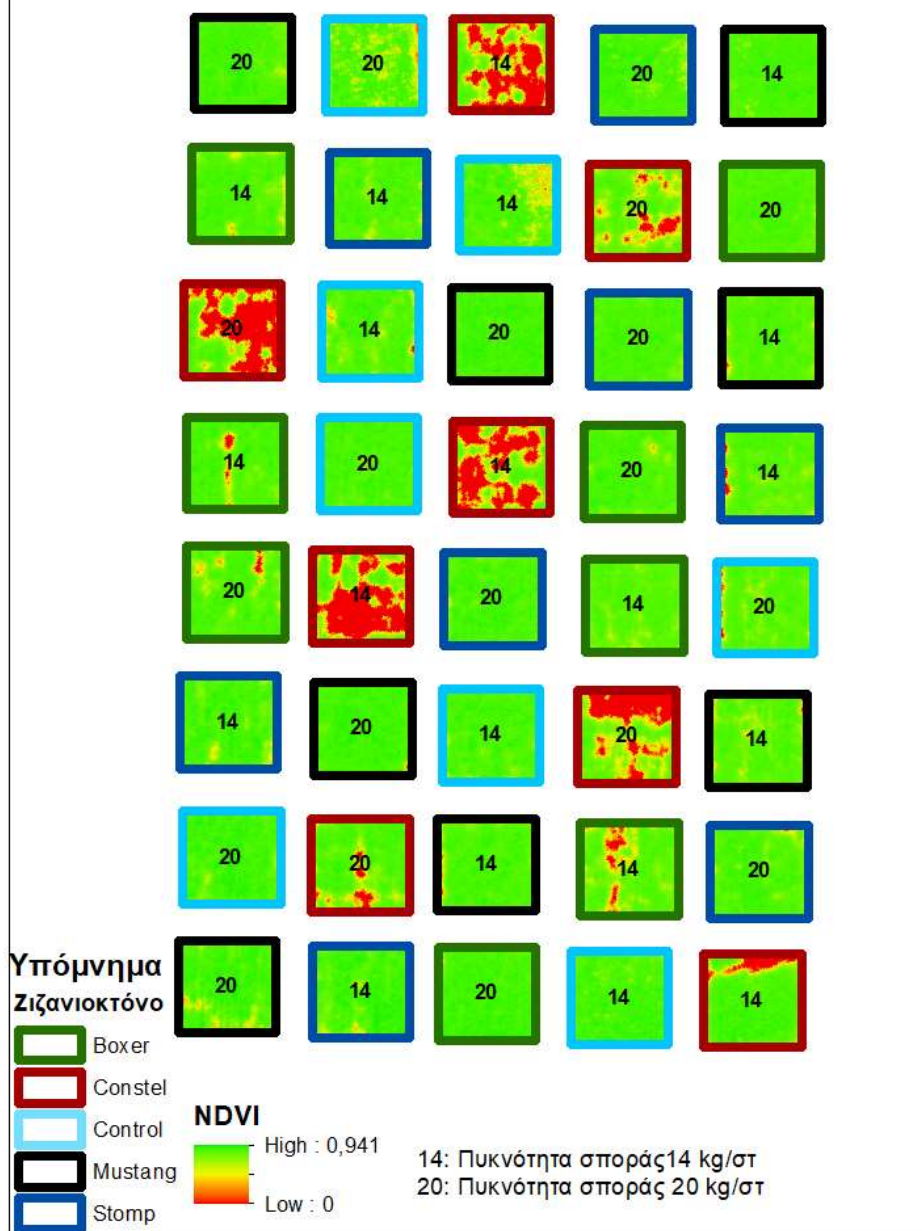 20 20 14 20 14
14 14 14 20 20
20 14 20 20 14
14 20 14 20 14
20 14 20 14 20
14 20 14 20 14
20 20 14 14 20
20 14 20 14 14
Υπόμνημα
Ζιζανιοκτόνο
Boxer
Constel
Control
Mustang
Stomp
NDVI
High : 0,941
Low : 0
14: Πυκνότητα σποράς14 kg/στ
20: Πυκνότητα σποράς 20 kg/στ